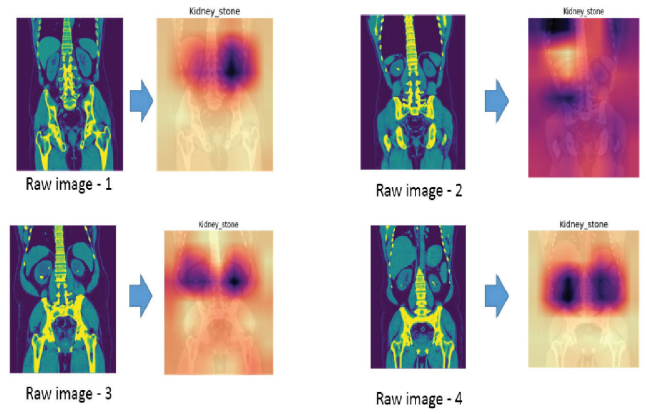 Kidney_stone
Kidney_stone
Raw image - 1
Raw image - 2
Kidney_stone
Kidney_stone
Raw image - 3
Raw image - 4